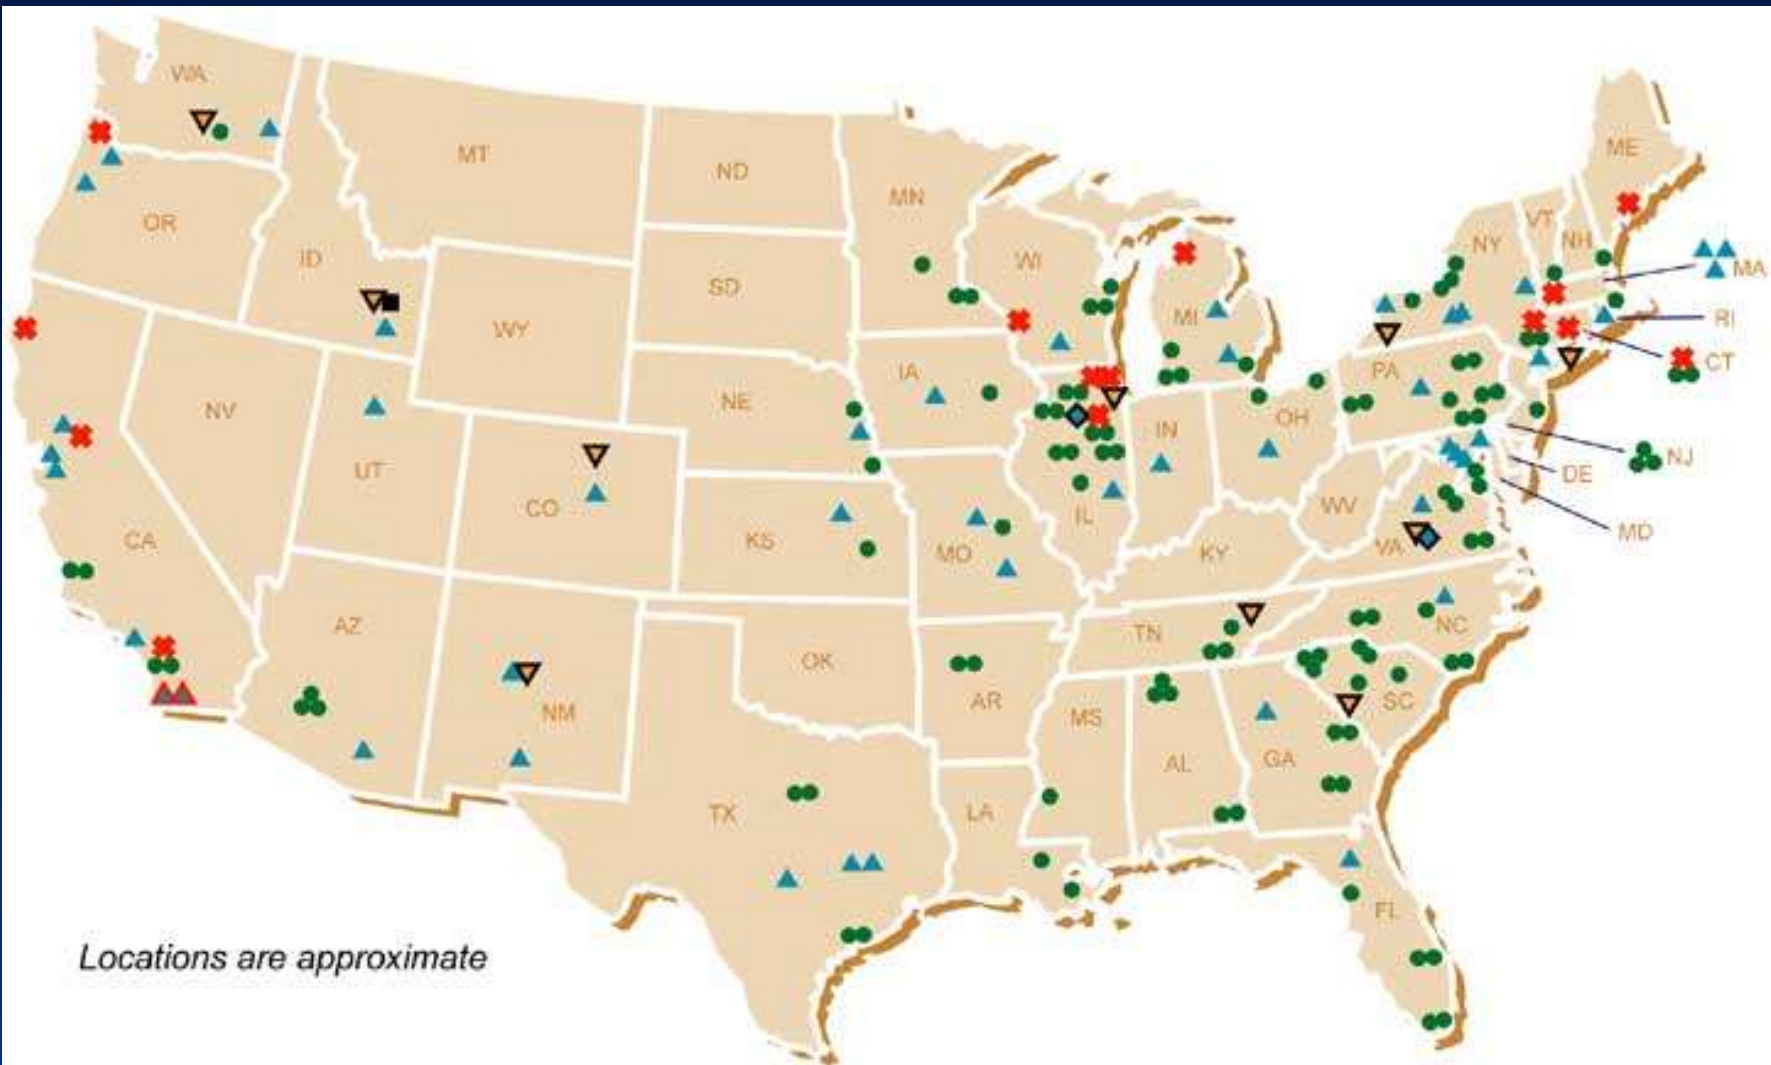 WA
MT
ND
MN
ME
OR
ID
SD
WI
VT
NH
NY
MA
WY
MI
RI
NV
UT
NE
IA
PA
CT
CO
IN
OH
NJ
CA
KS
IL
WV
DE
MO
KY
VA
MD
AZ
NM
OK
TN
NC
AR
SC
TX
LA
MS
AL
GA
FL
Locations are approximate